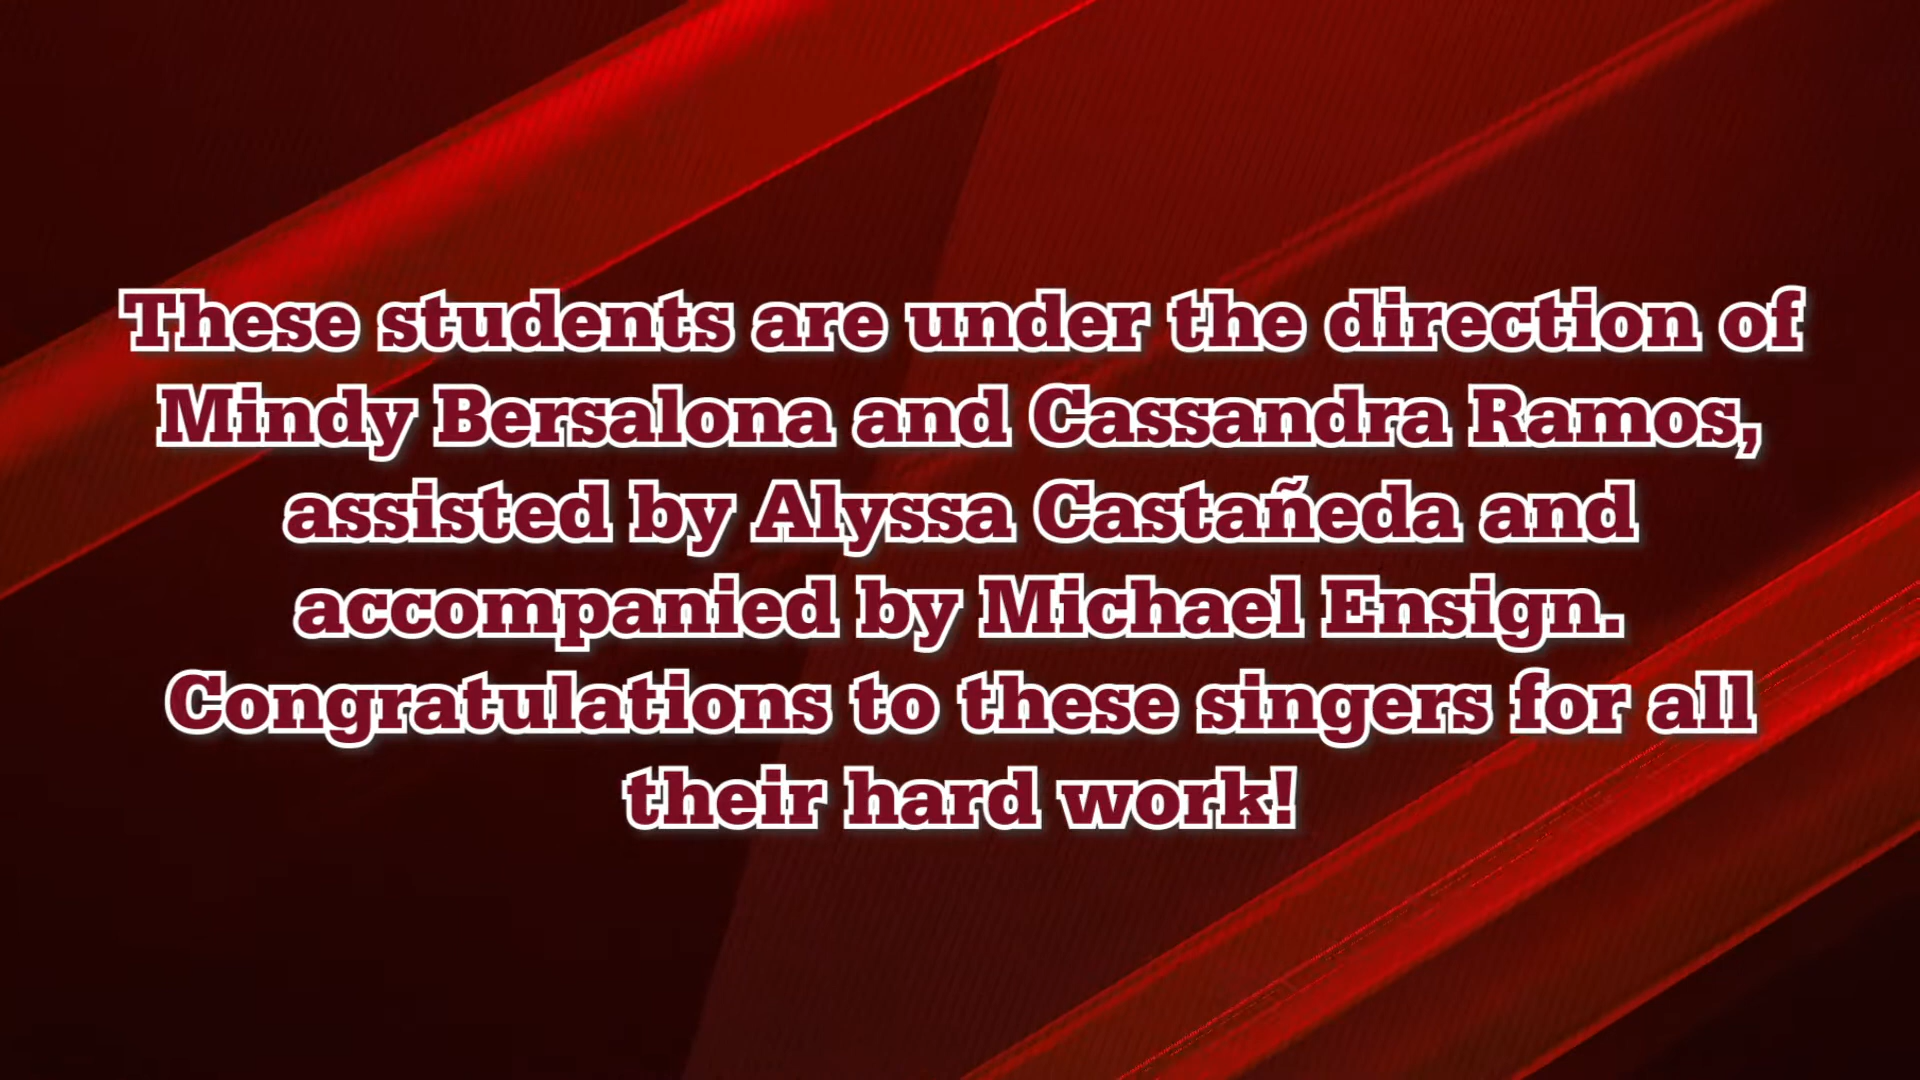 These students are under the direction of
Mindy Bersalona and Cassandra Ramos,
assisted by Alyssa Castañeda and
accompanied by Michael Ensign.
Congratulations to these singers for all
their hard work!